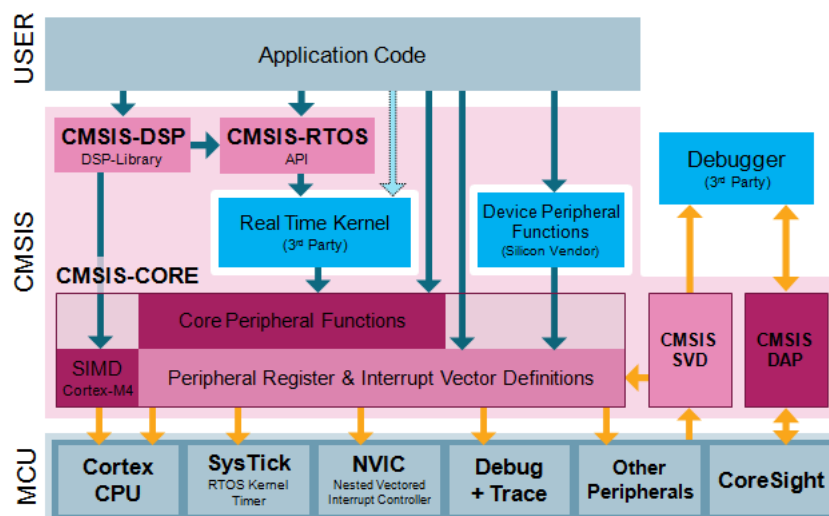 USER
Application Code
CMSIS
CMSIS-DSP
DSP-Library
CMSIS-RTOS
API
Real Time Kernel
(3rd Party)
Device Peripheral
Functions
(Silicon Vendor)
Debugger
(3rd Party)
CMSIS-CORE
Core Peripheral Functions
SIMD
Cortex-M4
Peripheral Register & Interrupt Vector Definitions
CMSIS
SVD
CMSIS
DAP
MCU
Cortex
CPU
SysTick
RTOS Kernel
Timer
NVIC
Nested Vectored
Interrupt Controller
Debug
+ Trace
Other
Peripherals
CoreSight